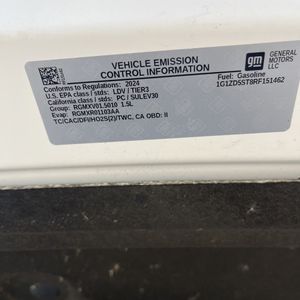 VEHICLE EMISSION
CONTROL INFORMATION
gm
GENERAL
MOTORS
LLC
Conforms to Regulations: 2024
Fuel: Gasoline
U.S. EPA class / stds: LDV / TIER3
1G1ZD5ST8RF151462
California class / stds: PC / SULEV30
Group: RGMXV01.5010 1.5L
Evap: RGMXR01103AA
TC/CAC/DFI/HO2S(2)/TWC, CA OBD: II